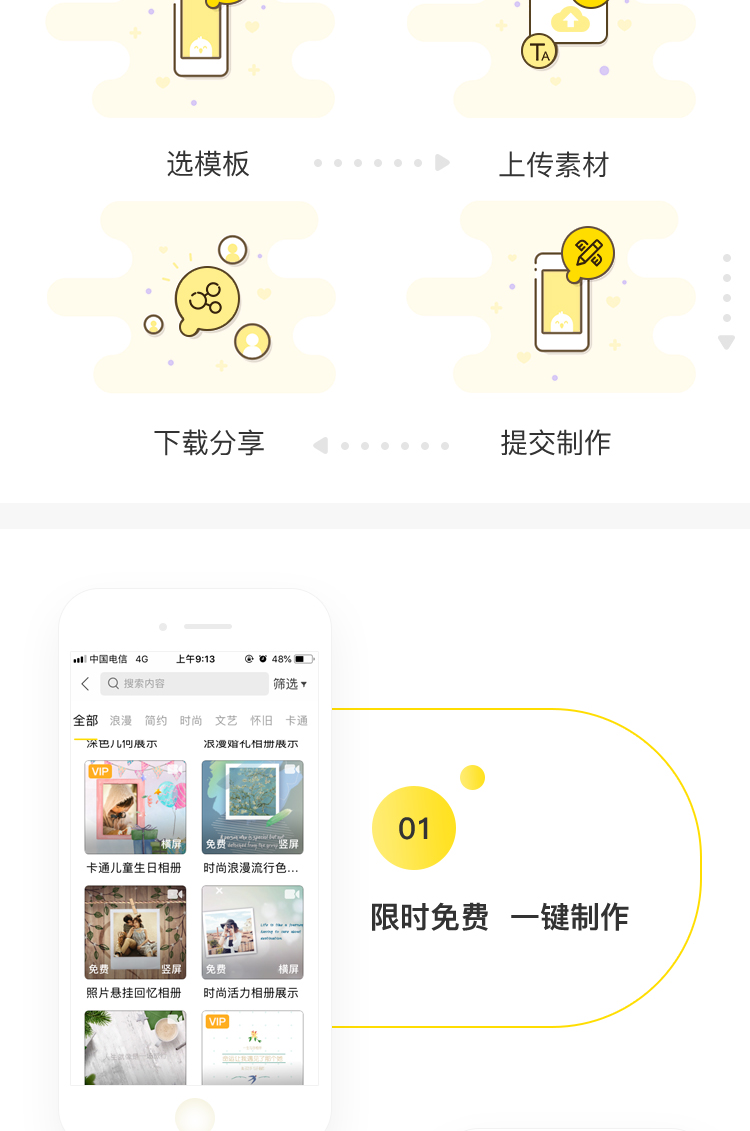 TA
选模板
上传素材
下载分享
提交制作
中国电信 4G 上午9:13 48%
搜索内容 筛选
全部 浪漫 简约 时尚 文艺 怀旧 卡通
深色几何展示 浪漫婚礼相册展示
VIP
横屏
免费 竖屏
卡通儿童生日相册 时尚浪漫流行色…
免费 竖屏
免费 横屏
照片悬挂回忆相册 时尚活力相册展示
VIP
01
限时免费 一键制作